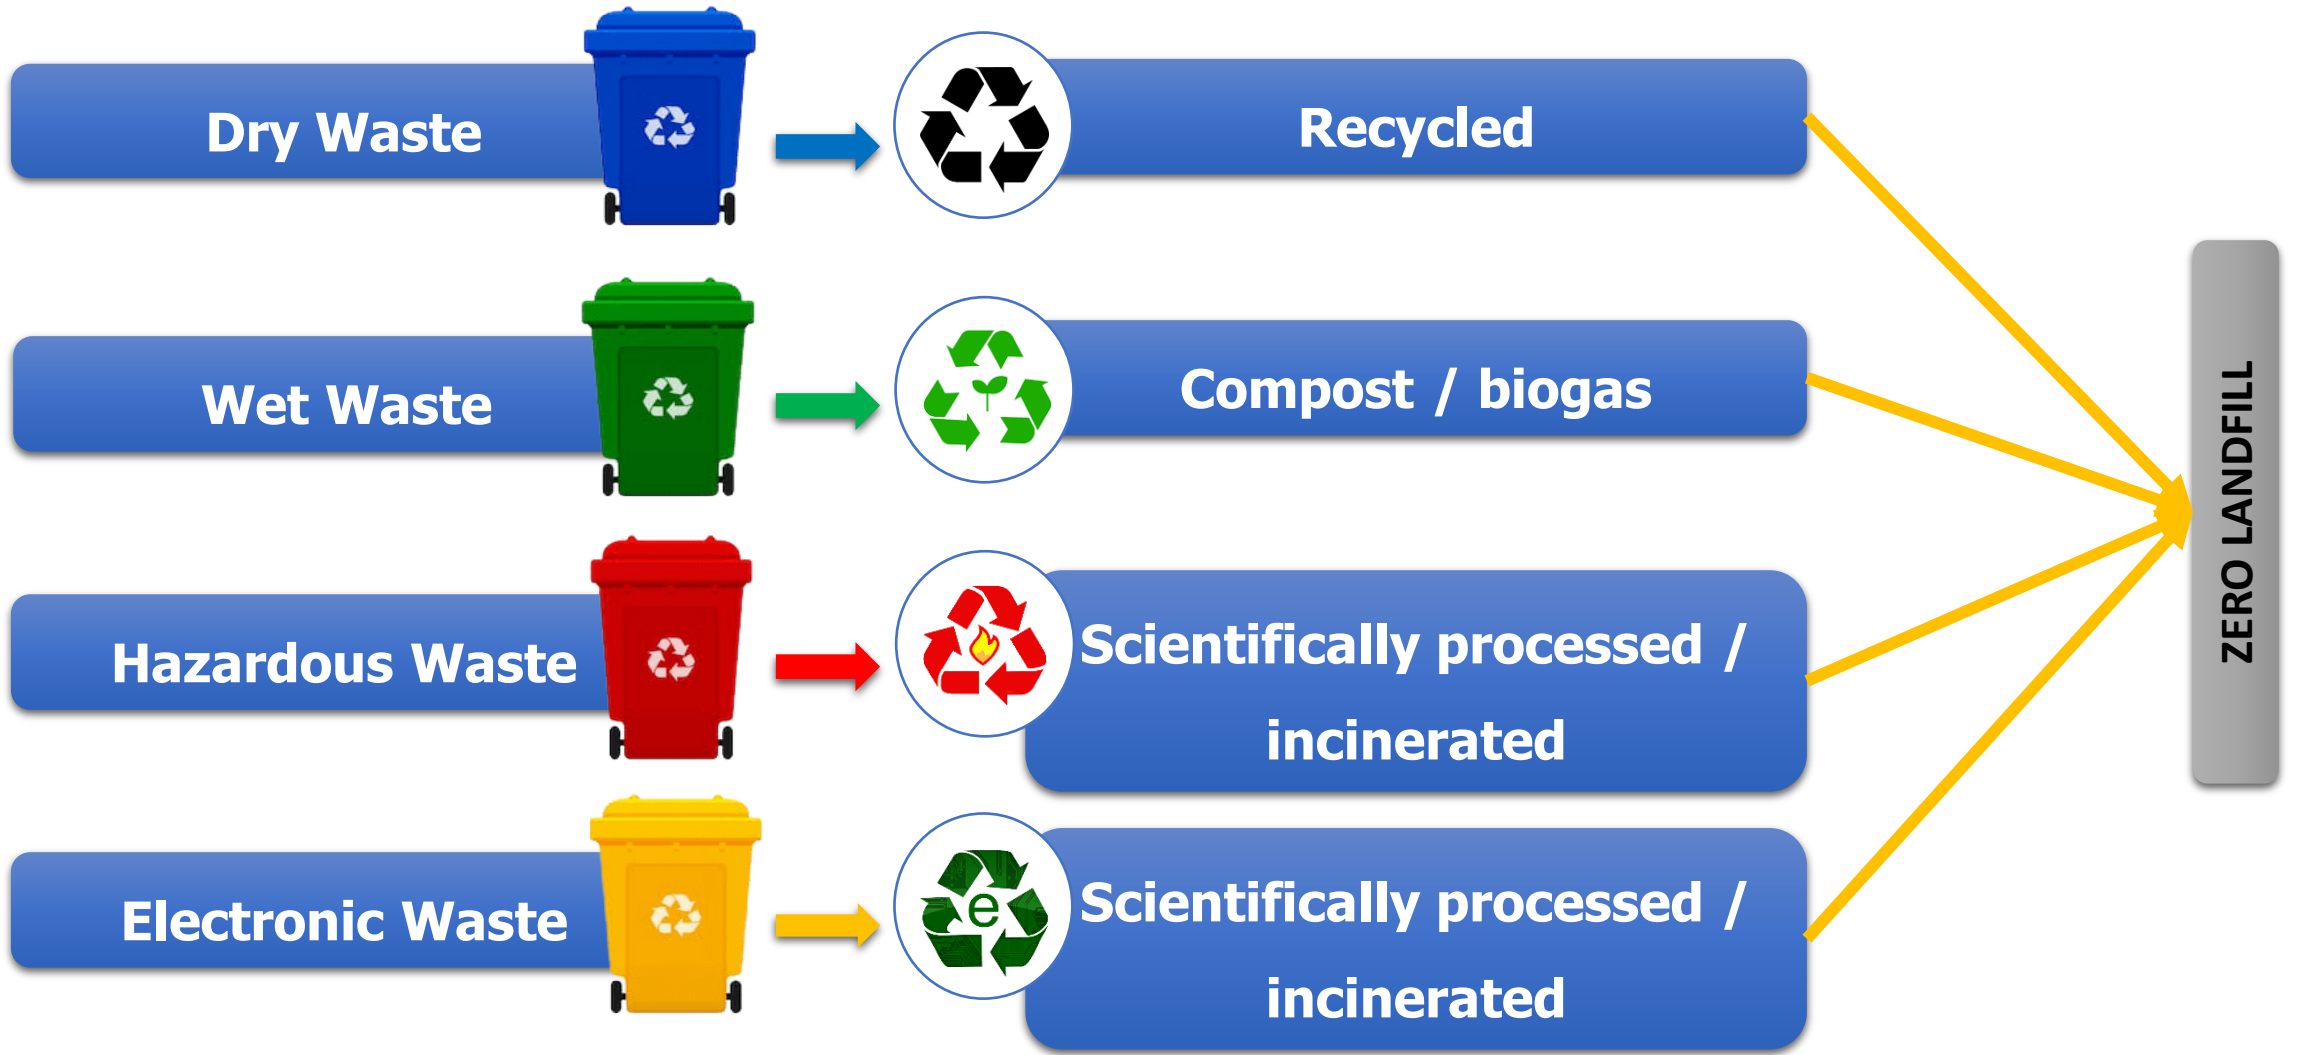 Dry Waste
Recycled
Wet Waste
Compost / biogas
Hazardous Waste
Scientifically processed /
incinerated
Electronic Waste
e
Scientifically processed /
incinerated
ZERO LANDFILL